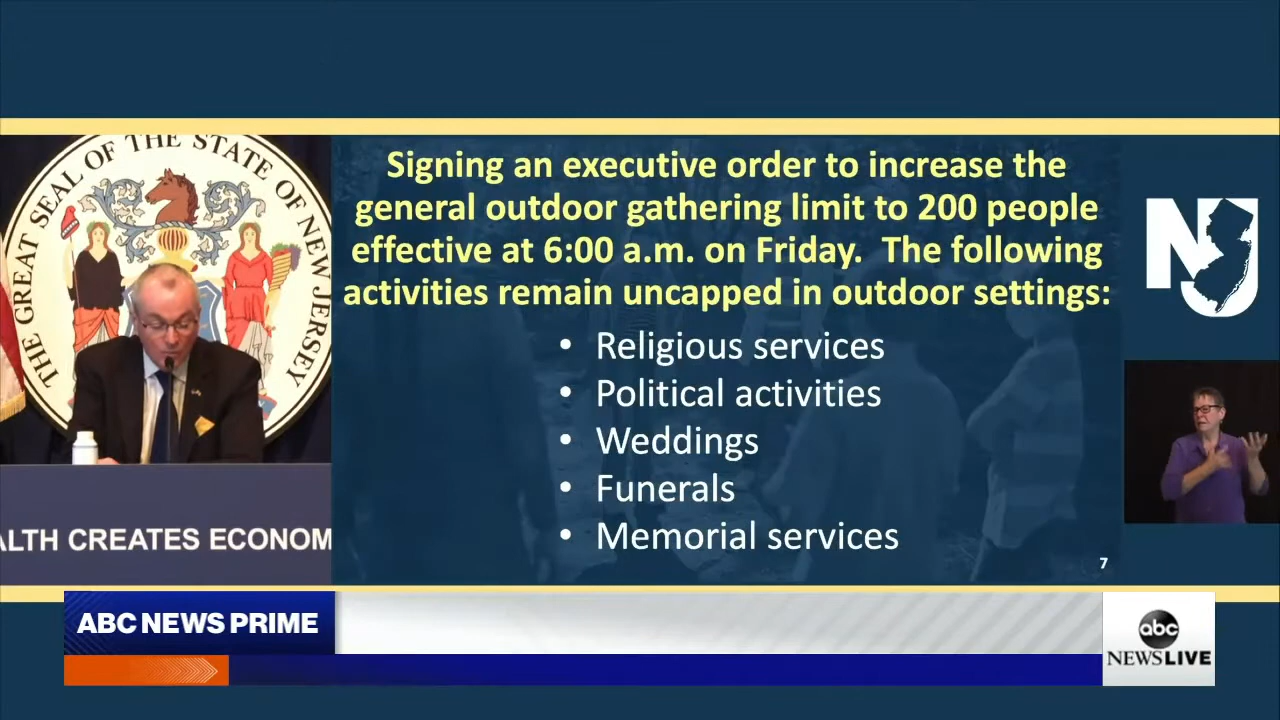 THE GREAT SEAL OF THE STATE OF NEW JERSEY
Signing an executive order to increase the
general outdoor gathering limit to 200 people
effective at 6:00 a.m. on Friday.  The following
activities remain uncapped in outdoor settings:
• Religious services
• Political activities
• Weddings
• Funerals
• Memorial services
7
NJ
ALTH CREATES ECONOM
ABC NEWS PRIME
abc
NEWSLIVE